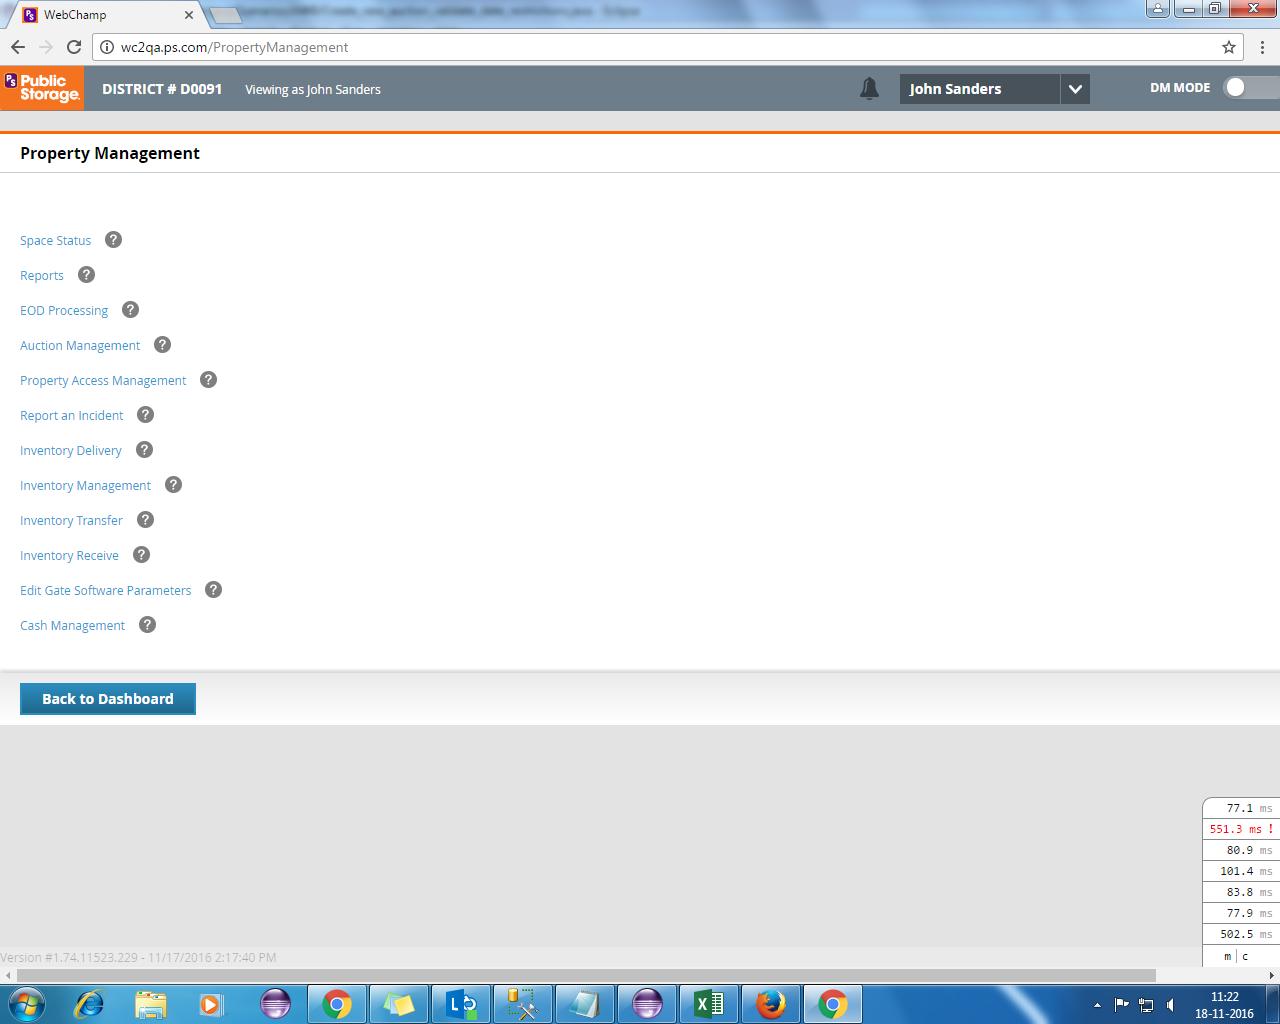 WebChamp
wc2qa.ps.com/PropertyManagement
PS Public Storage. DISTRICT # D0091 Viewing as John Sanders John Sanders DM MODE
Property Management
Space Status ?
Reports ?
EOD Processing ?
Auction Management ?
Property Access Management ?
Report an Incident ?
Inventory Delivery ?
Inventory Management ?
Inventory Transfer ?
Inventory Receive ?
Edit Gate Software Parameters ?
Cash Management ?
Back to Dashboard
77.1 ms
551.3 ms !
80.9 ms
101.4 ms
83.8 ms
77.9 ms
502.5 ms
m | c
Version #1.74.11523.229 - 11/17/2016 2:17:40 PM
11:22
18-11-2016